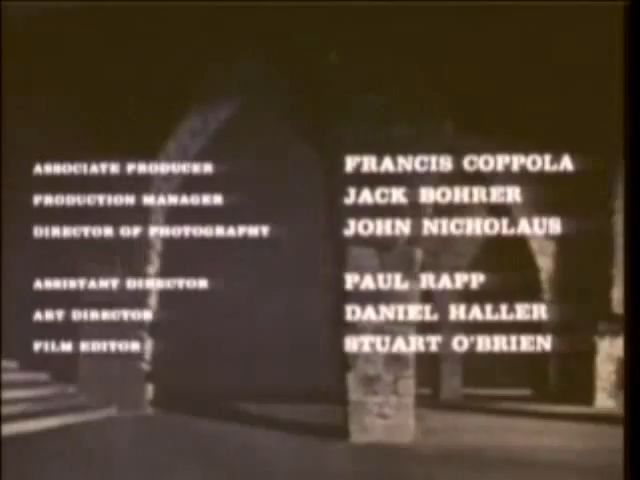 ASSOCIATE PRODUCER FRANCIS COPPOLA
PRODUCTION MANAGER JACK BOHRER
DIRECTOR OF PHOTOGRAPHY JOHN NICHOLAUS
ASSISTANT DIRECTOR PAUL RAPP
ART DIRECTOR DANIEL HALLER
FILM EDITOR STUART O'BRIEN